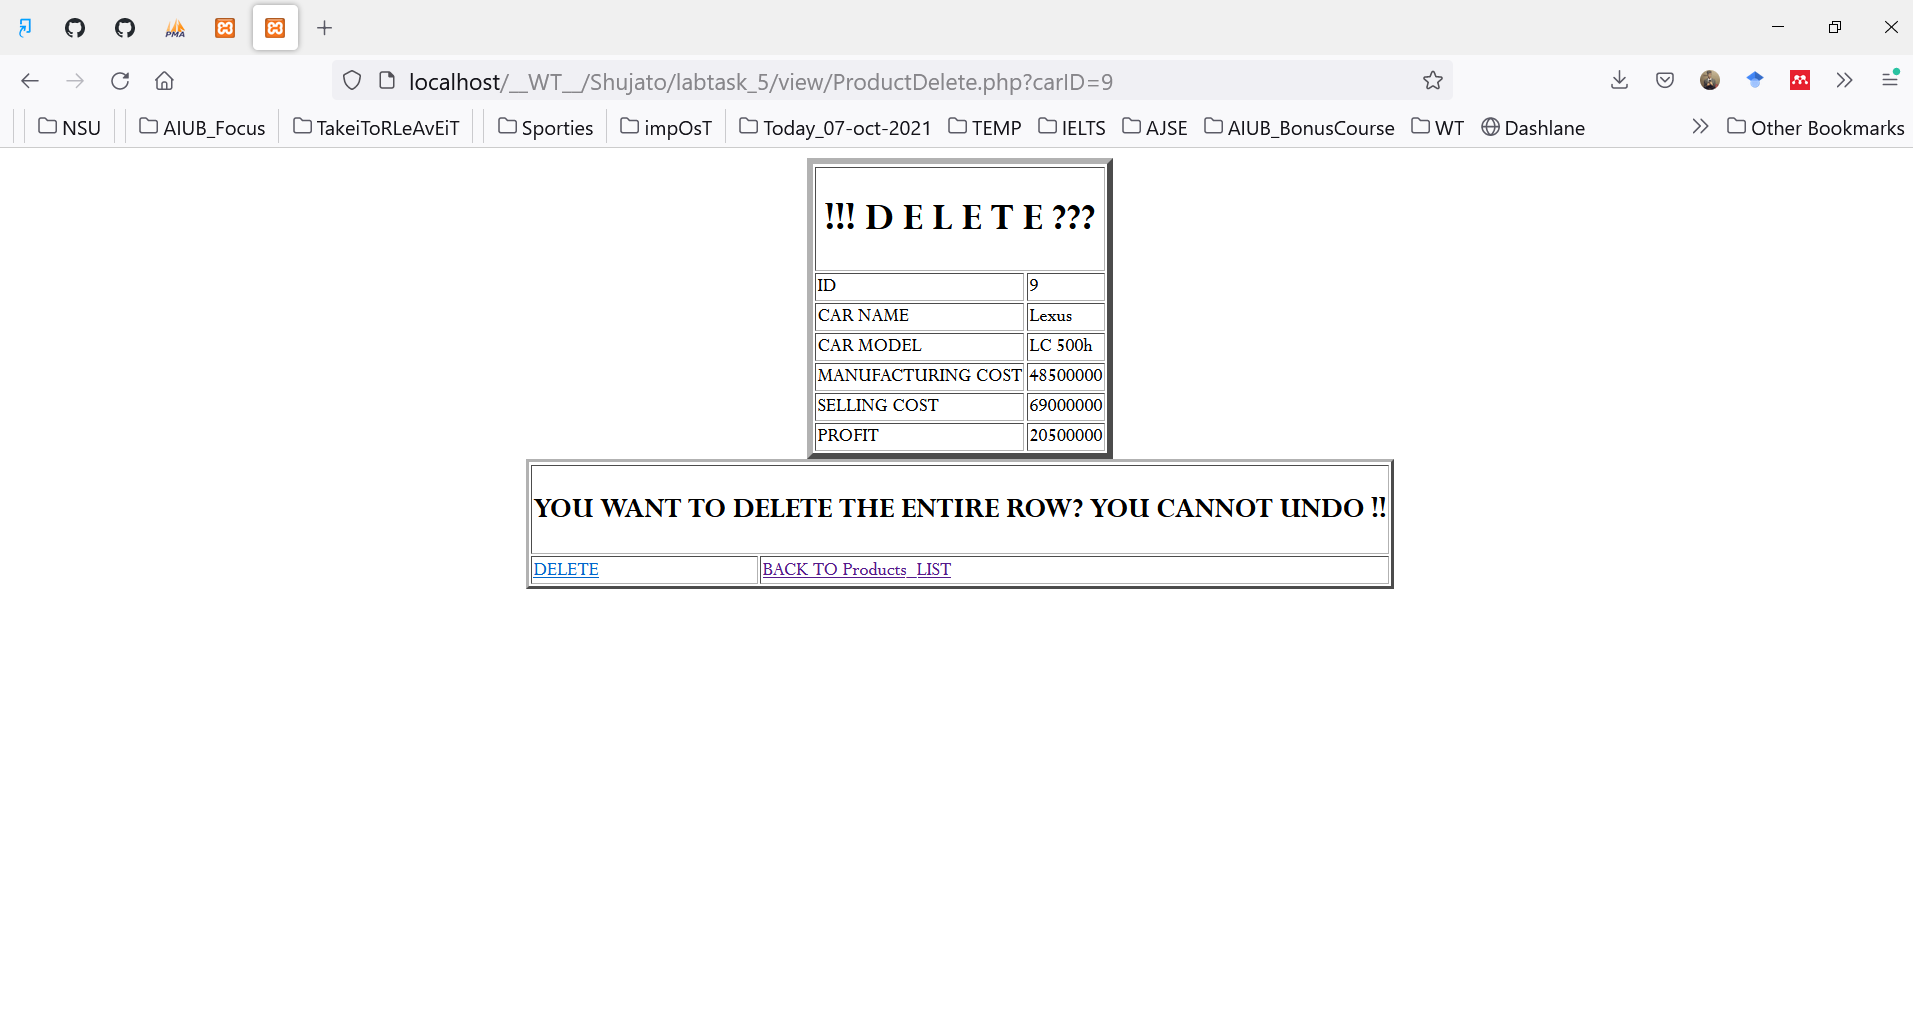 PMA
localhost/__WT__/Shujato/labtask_5/view/ProductDelete.php?carID=9
NSU AIUB_Focus TakeiToRLeAvEiT Sporties impOsT Today_07-oct-2021 TEMP IELTS AJSE AIUB_BonusCourse WT Dashlane Other Bookmarks
!!! D E L E T E ???
ID 9
CAR NAME Lexus
CAR MODEL LC 500h
MANUFACTURING COST 48500000
SELLING COST 69000000
PROFIT 20500000
YOU WANT TO DELETE THE ENTIRE ROW? YOU CANNOT UNDO !!
DELETE BACK TO Products_LIST